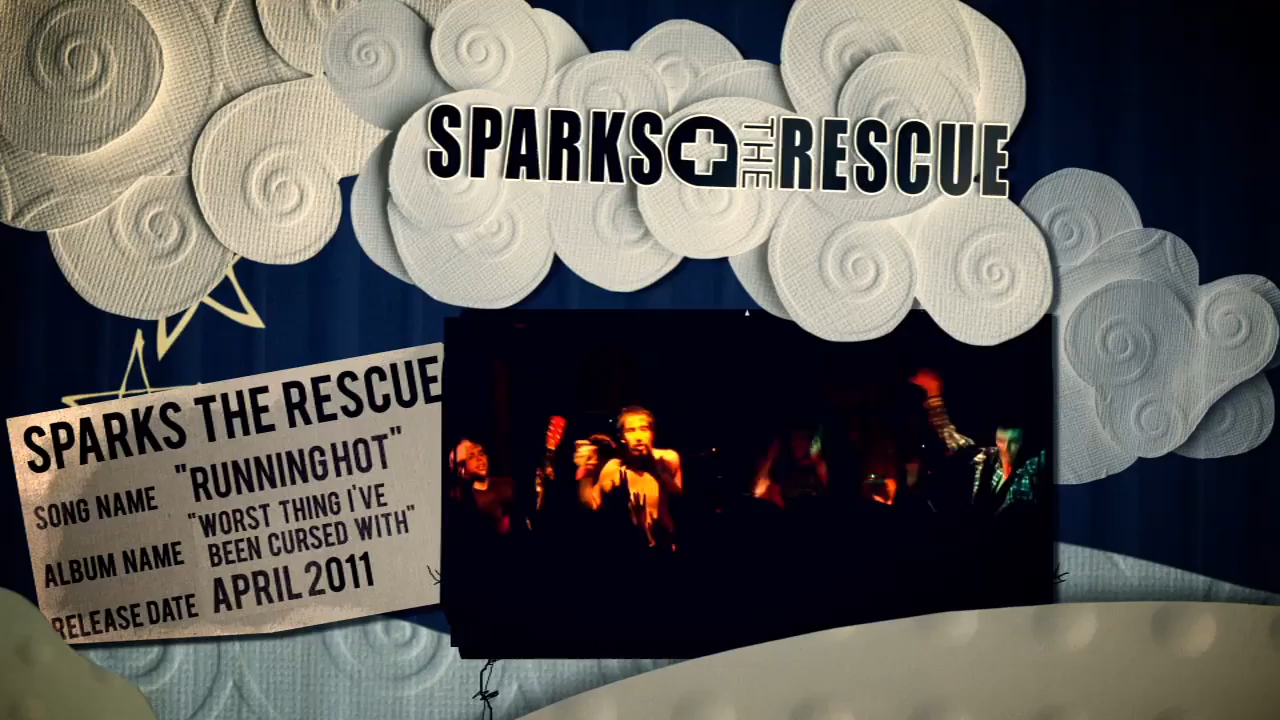 SPARKS THE RESCUE
SPARKS THE RESCUE
SONG NAME "RUNNING HOT"
ALBUM NAME "WORST THING I'VE
BEEN CURSED WITH"
RELEASE DATE APRIL 2011